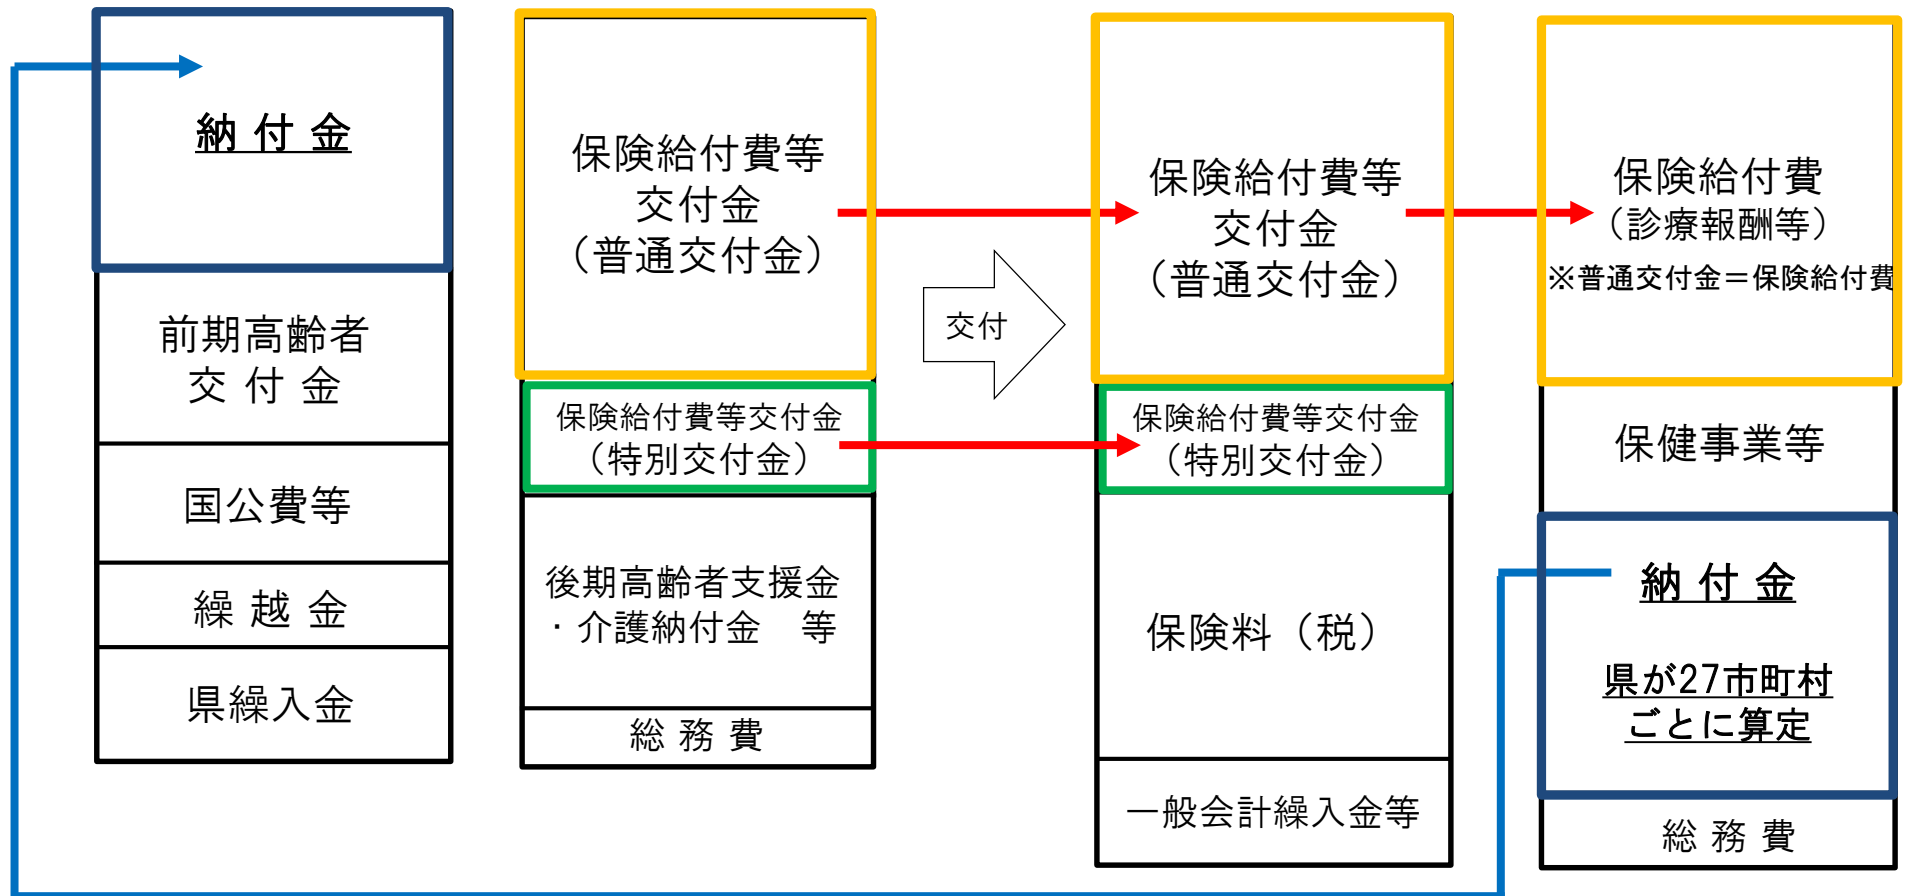 納 付 金
前期高齢者
交 付 金
国公費等
繰 越 金
県繰入金
保険給付費等
交付金
（普通交付金）
保険給付費等交付金
（特別交付金）
後期高齢者支援金
・介護納付金　等
総 務 費
交付
保険給付費等
交付金
（普通交付金）
保険給付費等交付金
（特別交付金）
保険料（税）
一般会計繰入金等
保険給付費
（診療報酬等）
※普通交付金＝保険給付費
保健事業等
納 付 金
県が27市町村
ごとに算定
総 務 費